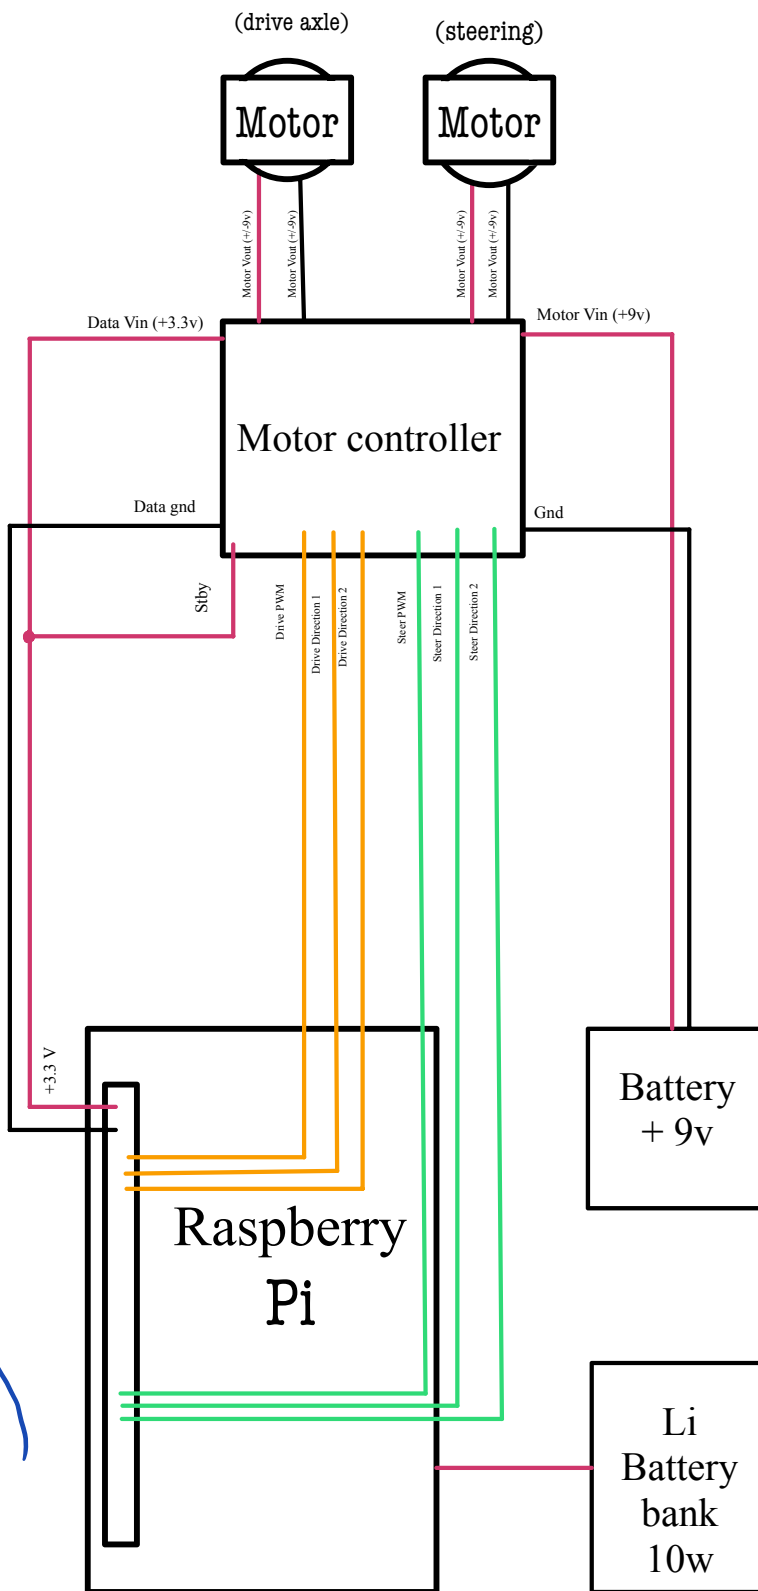 (drive axle)
(steering)
Motor
Motor
Motor Vout (+/-9v)
Motor Vout (+/-9v)
Motor Vout (+/-9v)
Motor Vout (+/-9v)
Data Vin (+3.3v)
Motor Vin (+9v)
Motor controller
Data gnd
Gnd
Stby
Drive PWM
Drive Direction 1
Drive Direction 2
Steer PWM
Steer Direction 1
Steer Direction 2
+3.3 V
Battery
+ 9v
Raspberry
Pi
Li
Battery
bank
10w